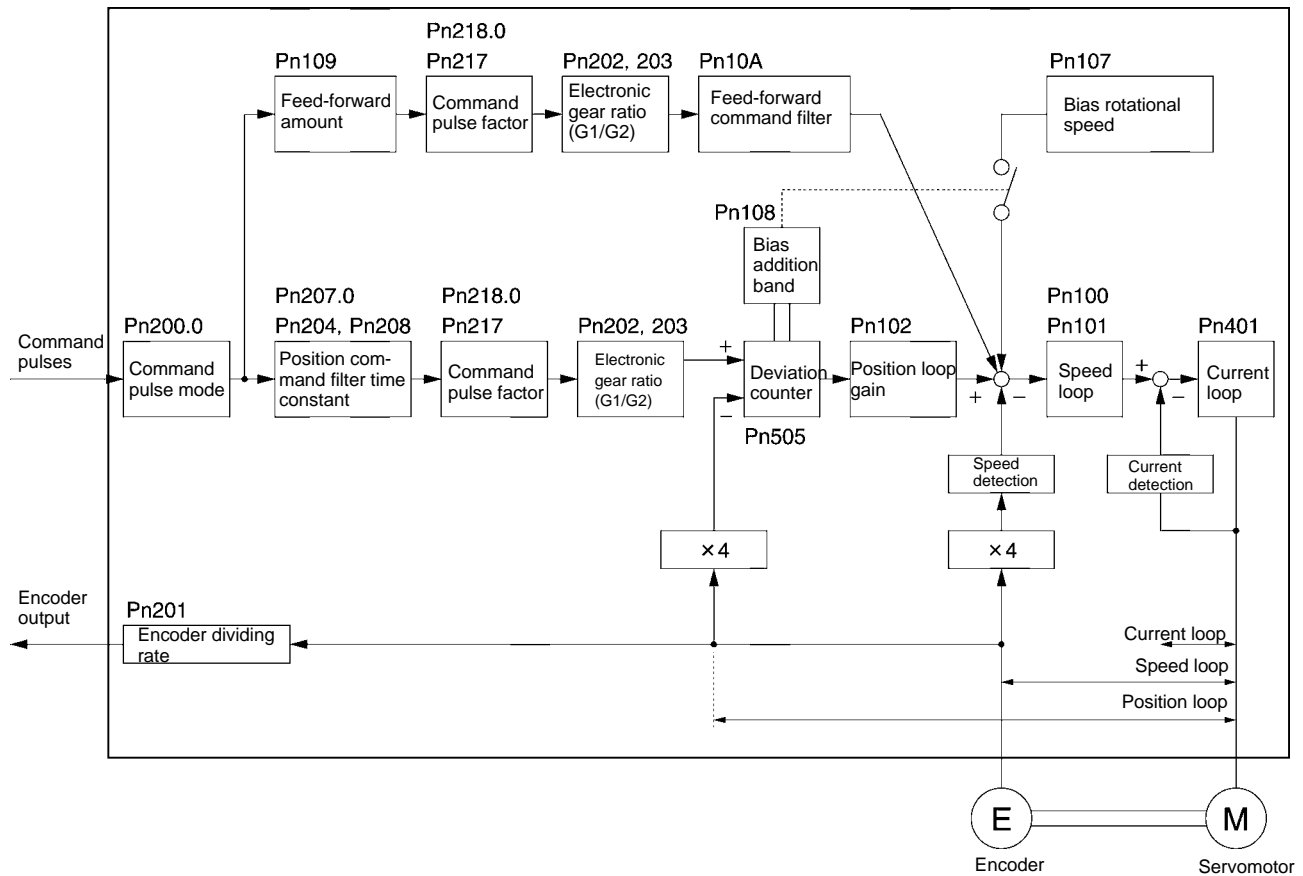 Pn218.0
Pn109
Pn217
Pn202, 203
Pn10A
Pn107
Feed-forward
amount
Command
pulse factor
Electronic
gear ratio
(G1/G2)
Feed-forward
command filter
Bias rotational
speed
Pn108
Bias
addition
band
Pn207.0
Pn218.0
Pn100
Command
pulses
Pn200.0
Pn204, Pn208
Pn217
Pn202, 203
Pn102
Pn101
Pn401
Command
pulse mode
Position com-
mand filter time
constant
Command
pulse factor
Electronic
gear ratio
(G1/G2)
+
−
Deviation
counter
Position loop
gain
+
−
Speed
loop
+
−
Current
loop
Pn505
Speed
detection
Current
detection
×4
×4
Encoder
output
Pn201
Encoder dividing
rate
Current loop
Speed loop
Position loop
E
M
Encoder
Servomotor